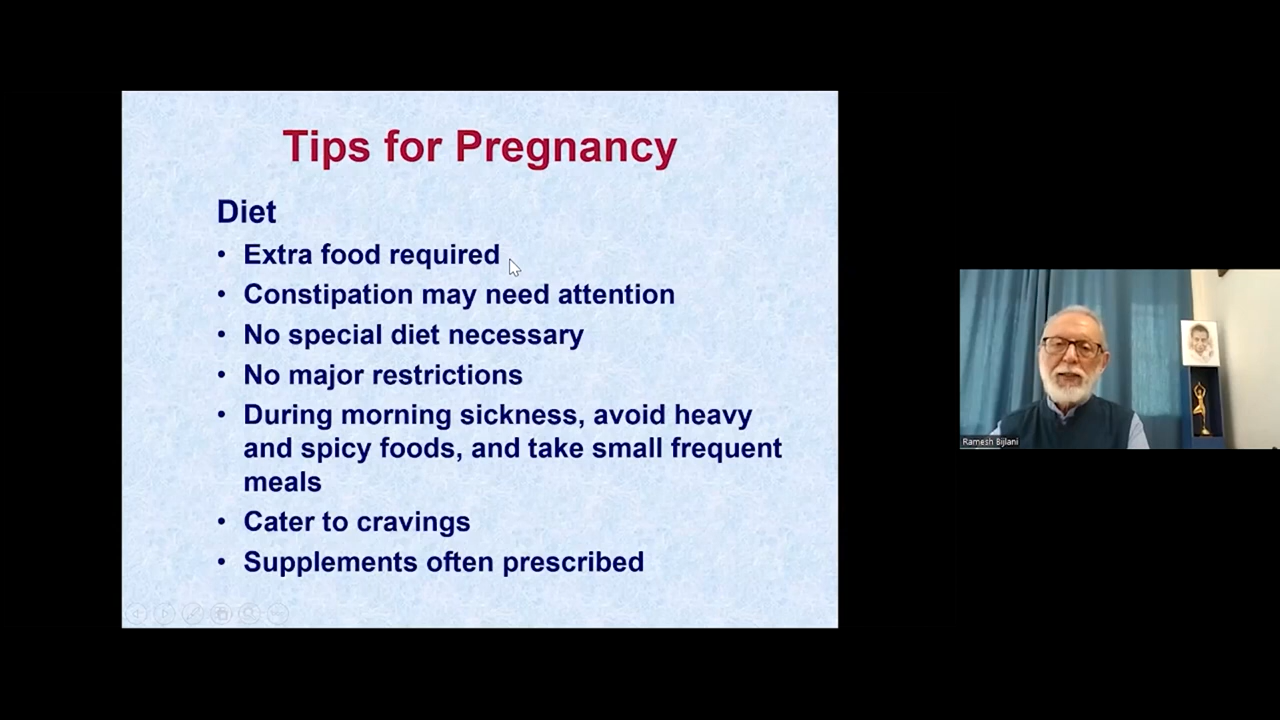 Tips for Pregnancy
Diet
• Extra food required
• Constipation may need attention
• No special diet necessary
• No major restrictions
• During morning sickness, avoid heavy
and spicy foods, and take small frequent
meals
• Cater to cravings
• Supplements often prescribed
Ramesh Bijlani